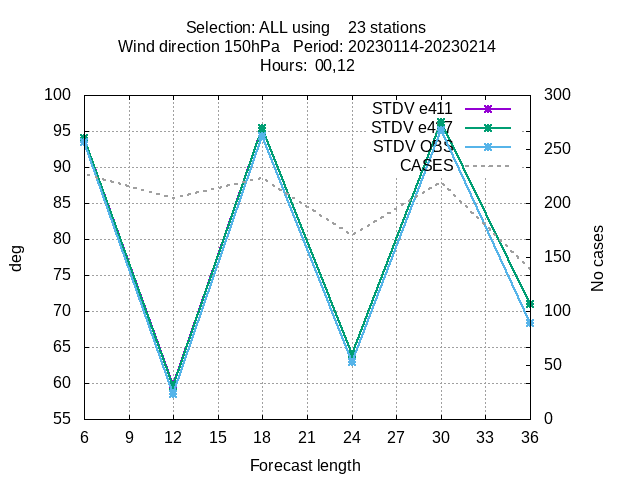 Selection: ALL using    23 stations
Wind direction 150hPa   Period: 20230114-20230214
Hours:  00,12
STDV e411
STDV OBS
CASES
100
95
90
85
80
75
70
65
60
55
300
250
200
150
100
50
0
deg
No cases
6 9 12 15 18 21 24 27 30 33 36
Forecast length